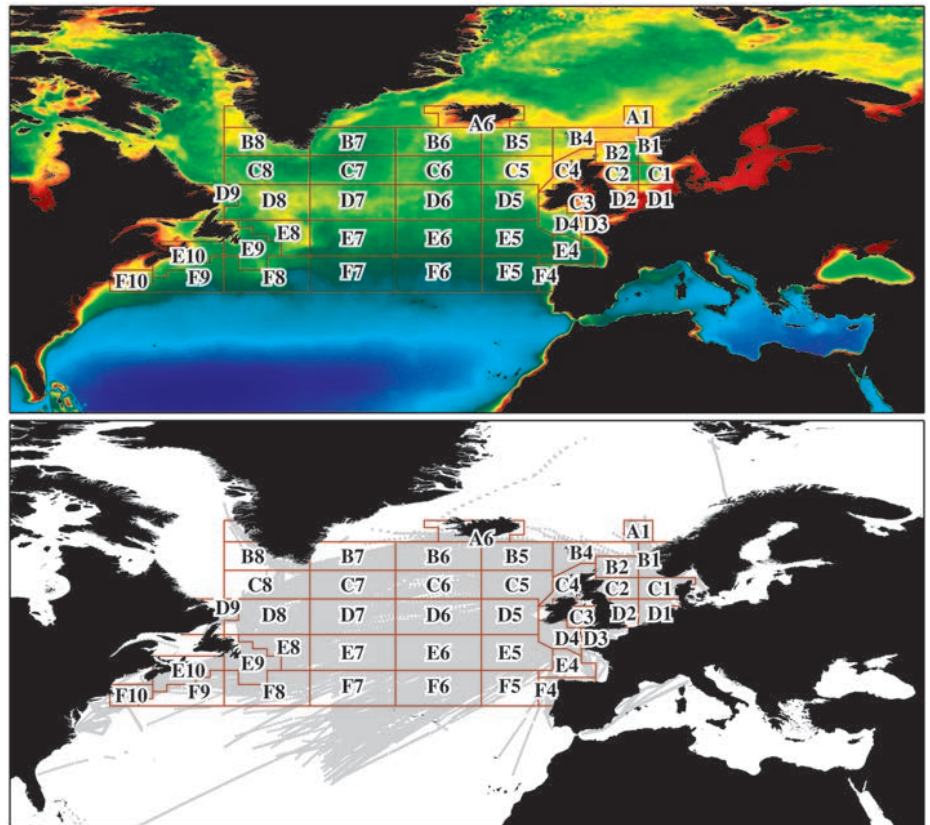 A1
A6
B8 B7 B6 B5 B4 B2 B1
C8 C7 C6 C5 C4 C2 C1
D9 D8 D7 D6 D5 C3 D2 D1
E8 D4 D3
E9 E7 E6 E5 E4
E10
F10 F9 F8 F7 F6 F5 F4
A1
A6
B8 B7 B6 B5 B4 B2 B1
C8 C7 C6 C5 C4 C2 C1
D9 D8 D7 D6 D5 C3 D2 D1
E8 D4 D3
E9 E7 E6 E5 E4
E10
F10 F9 F8 F7 F6 F5 F4